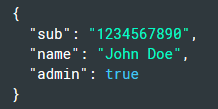 {
  "sub": "1234567890",
  "name": "John Doe",
  "admin": true
}